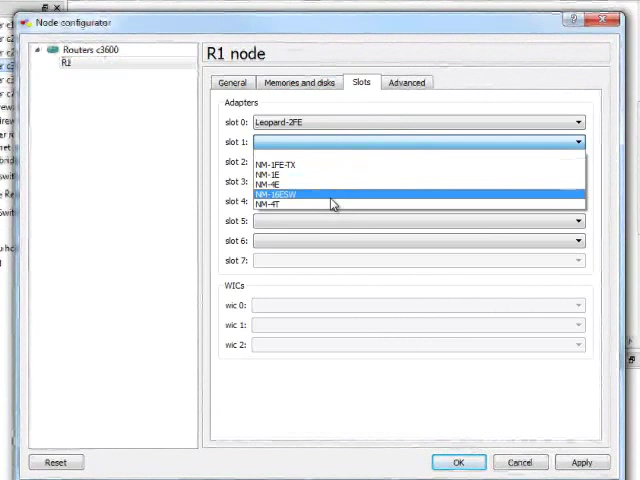 Node configurator
Routers c3600
R1
R1 node
General
Memories and disks
Slots
Advanced
Adapters
slot 0: Leopard-2FE
slot 1:
NM-1FE-TX
slot 2:
NM-1E
slot 3:
NM-4E
NM-16ESW
slot 4:
NM-4T
slot 5:
slot 6:
slot 7:
WICs
wic 0:
wic 1:
wic 2:
Reset
OK
Cancel
Apply